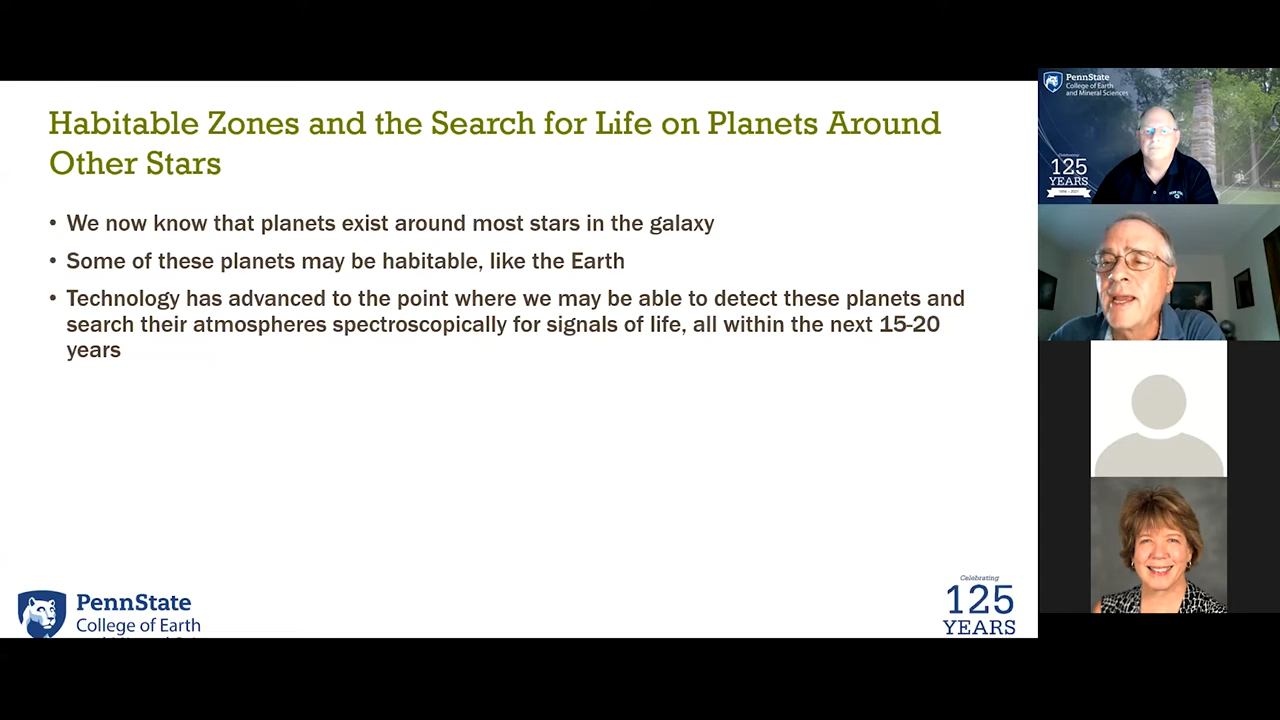 Habitable Zones and the Search for Life on Planets Around
Other Stars
• We now know that planets exist around most stars in the galaxy
• Some of these planets may be habitable, like the Earth
• Technology has advanced to the point where we may be able to detect these planets and
search their atmospheres spectroscopically for signals of life, all within the next 15-20
years
PennState
College of Earth
Celebrating
125
YEARS
PennState
College of Earth
and Mineral Sciences
Celebrating
125
YEARS